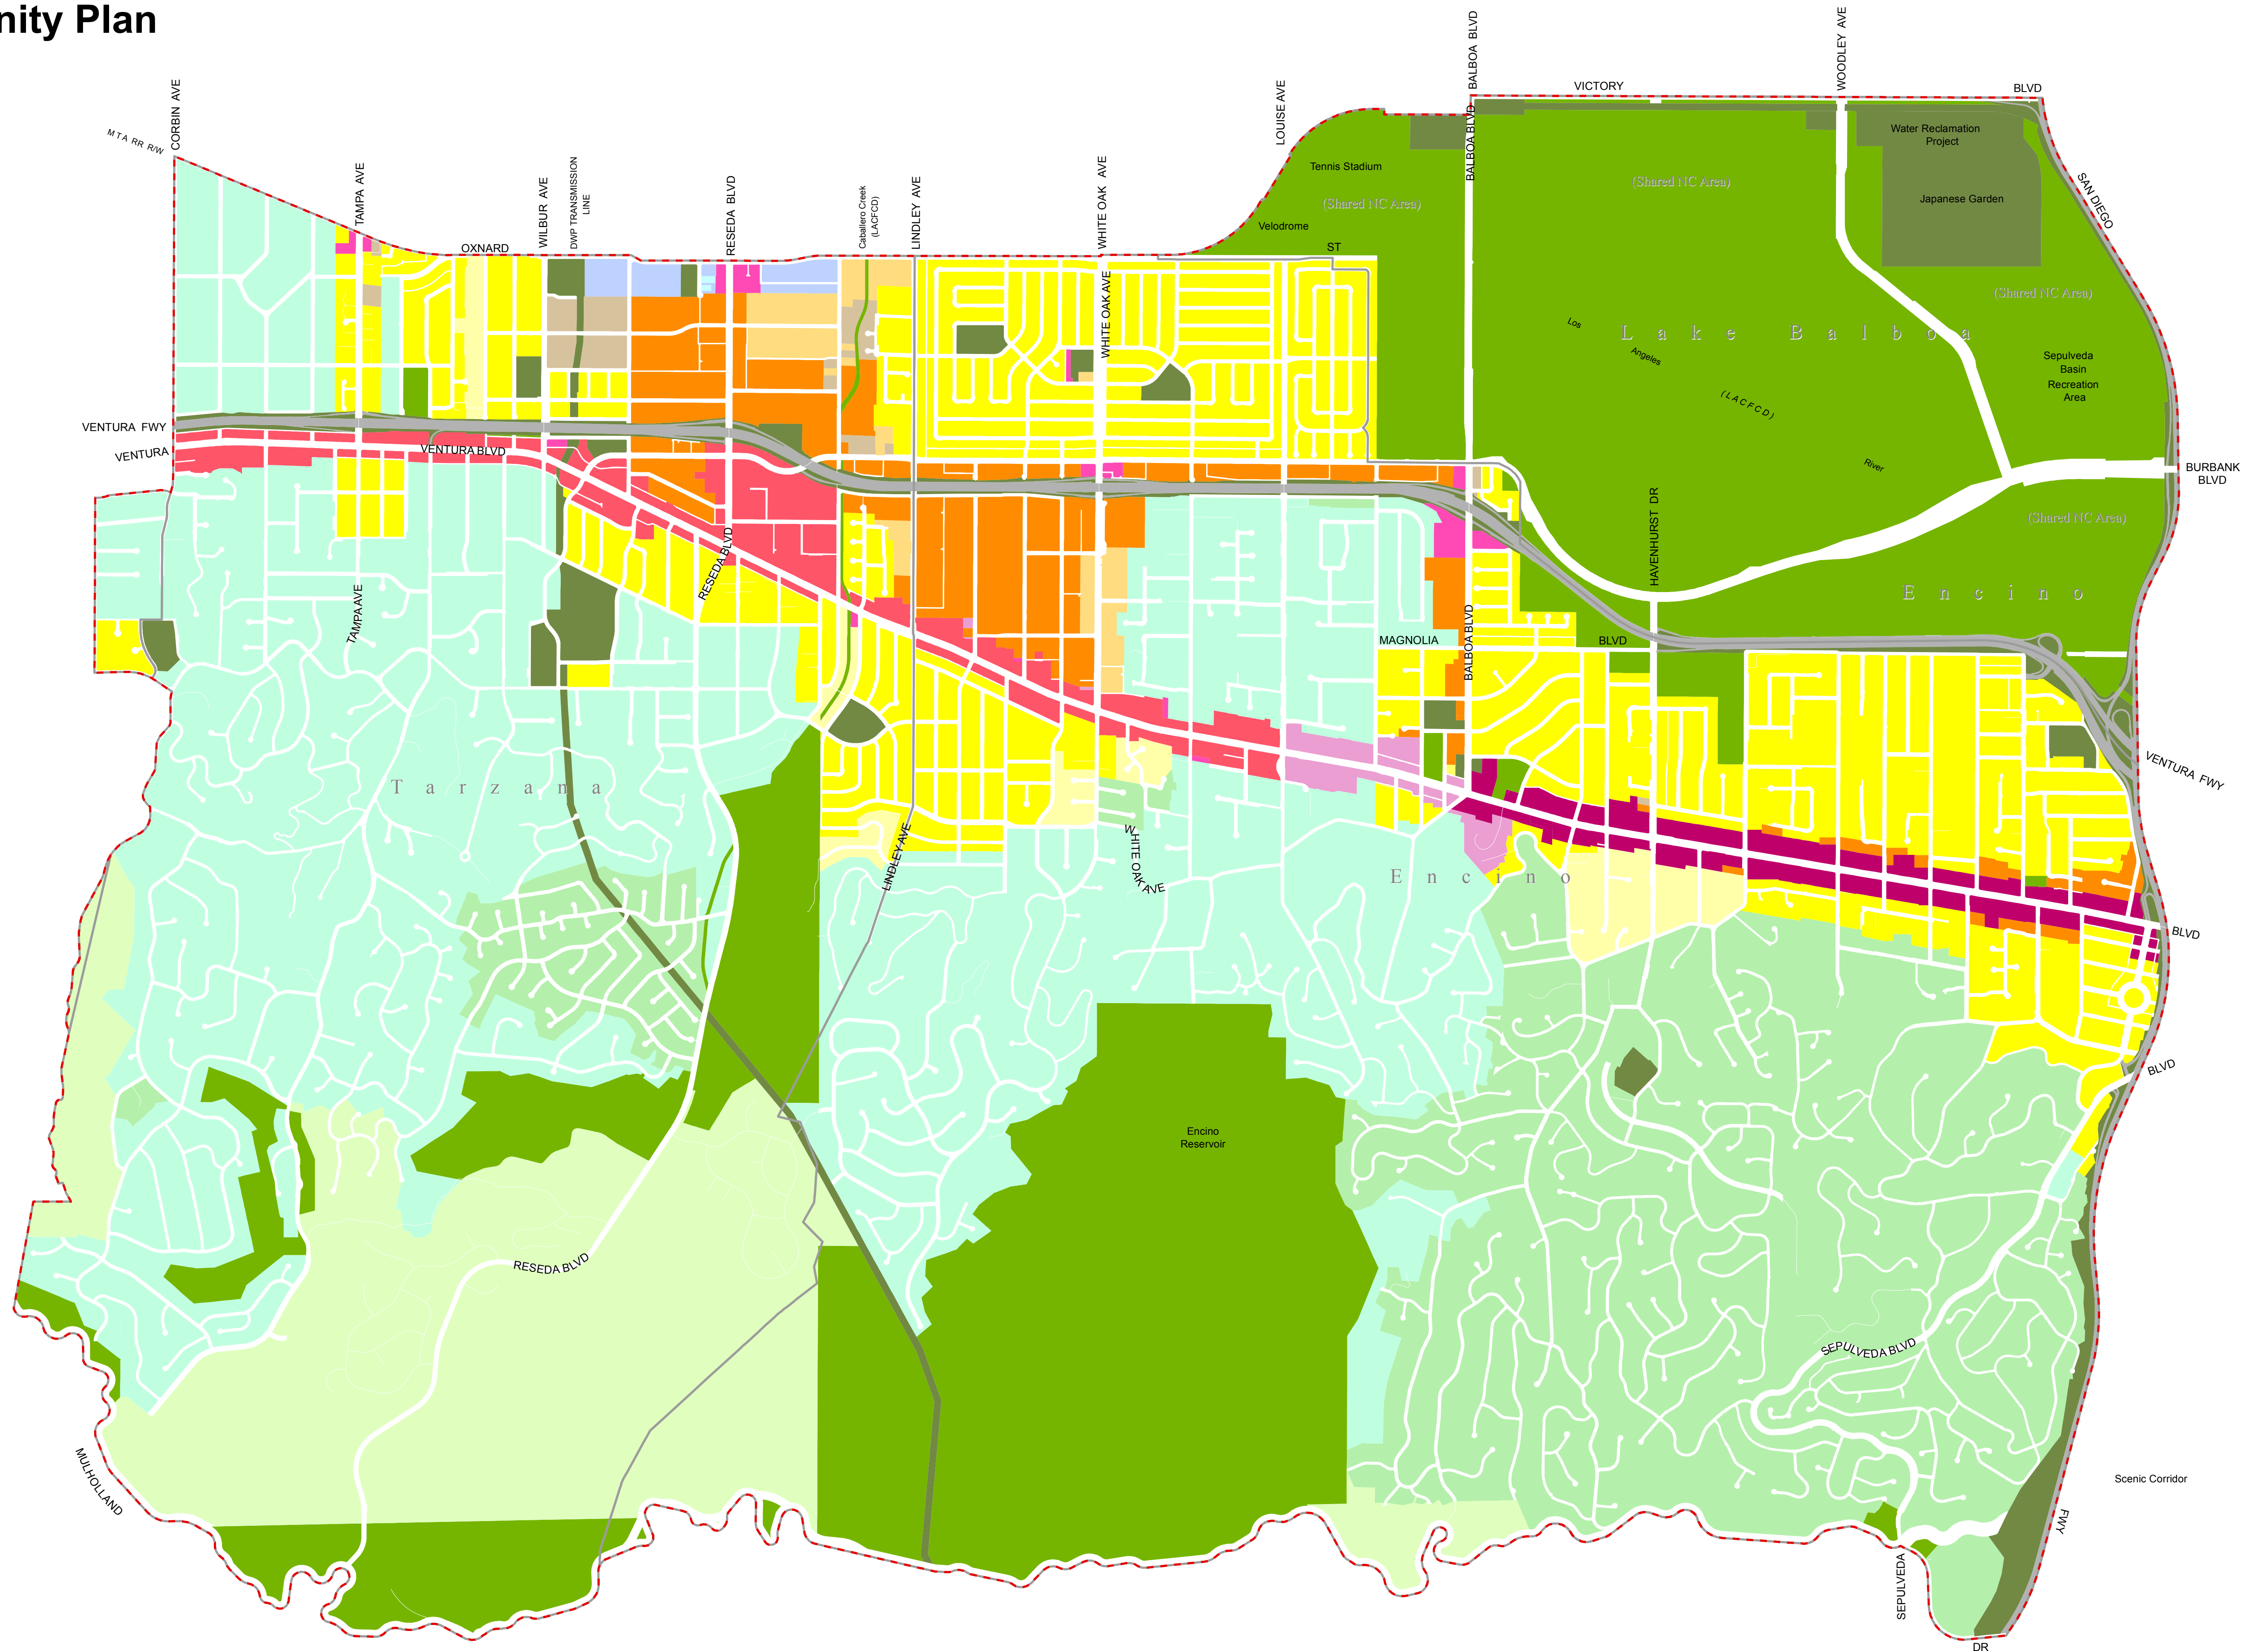 nity Plan
CORBIN AVE
M T A RR R/W
TAMPA AVE
WILBUR AVE
DWP TRANSMISSION
LINE
RESEDA BLVD
Caballero Creek
(LACFCD)
LINDLEY AVE
WHITE OAK AVE
LOUISE AVE
BALBOA BLVD
BALBOA BLVD
VICTORY
WOODLEY AVE
BLVD
Water Reclamation
Project
Japanese Garden
SAN DIEGO
Tennis Stadium
(Shared NC Area)
Velodrome
ST
(Shared NC Area)
(Shared NC Area)
OXNARD
WHITE OAK AVE
Los
Angeles
(LACFCD)
River
Lake Balboa
Sepulveda
Basin
Recreation
Area
VENTURA FWY
VENTURA
VENTURA BLVD
BURBANK
BLVD
(Shared NC Area)
HAVENHURST DR
RESEDA BLVD
TAMPA AVE
Encino
MAGNOLIA
BALBOA BLVD
BLVD
Tarzana
VENTURA FWY
LINDLEY AVE
WHITE OAK AVE
Encino
BLVD
BLVD
Encino
Reservoir
RESEDA BLVD
SEPULVEDA BLVD
MULHOLLAND
Scenic Corridor
FWY
SEPULVEDA
DR